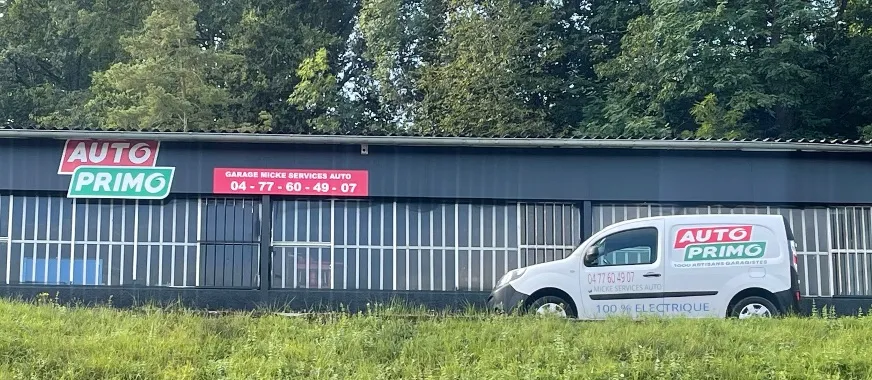 AUTO
PRIMO
GARAGE MICKE SERVICES AUTO
04 - 77 - 60 - 49 - 07
AUTO
PRIMO
1000 ARTISANS GARAGISTES
04 77 60 49 07
MICKE SERVICES AUTO
100 % ELECTRIQUE